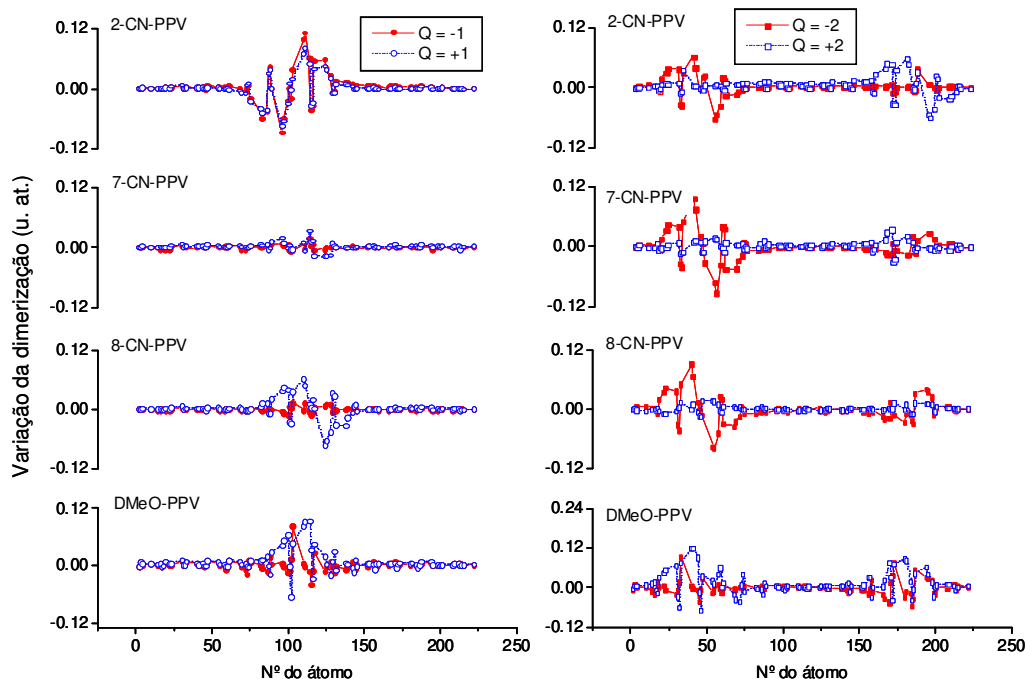 Variação da dimerização (u. at.)
2-CN-PPV
Q = -1
Q = +1
0.12
0.00
-0.12
7-CN-PPV
0.12
0.00
-0.12
8-CN-PPV
0.12
0.00
-0.12
DMeO-PPV
0.12
0.00
-0.12
0 50 100 150 200 250
Nº do átomo
2-CN-PPV
Q = -2
Q = +2
0.12
0.00
-0.12
7-CN-PPV
0.12
0.00
-0.12
8-CN-PPV
0.12
0.00
-0.12
DMeO-PPV
0.24
0.12
0.00
-0.12
0 50 100 150 200 250
Nº do átomo